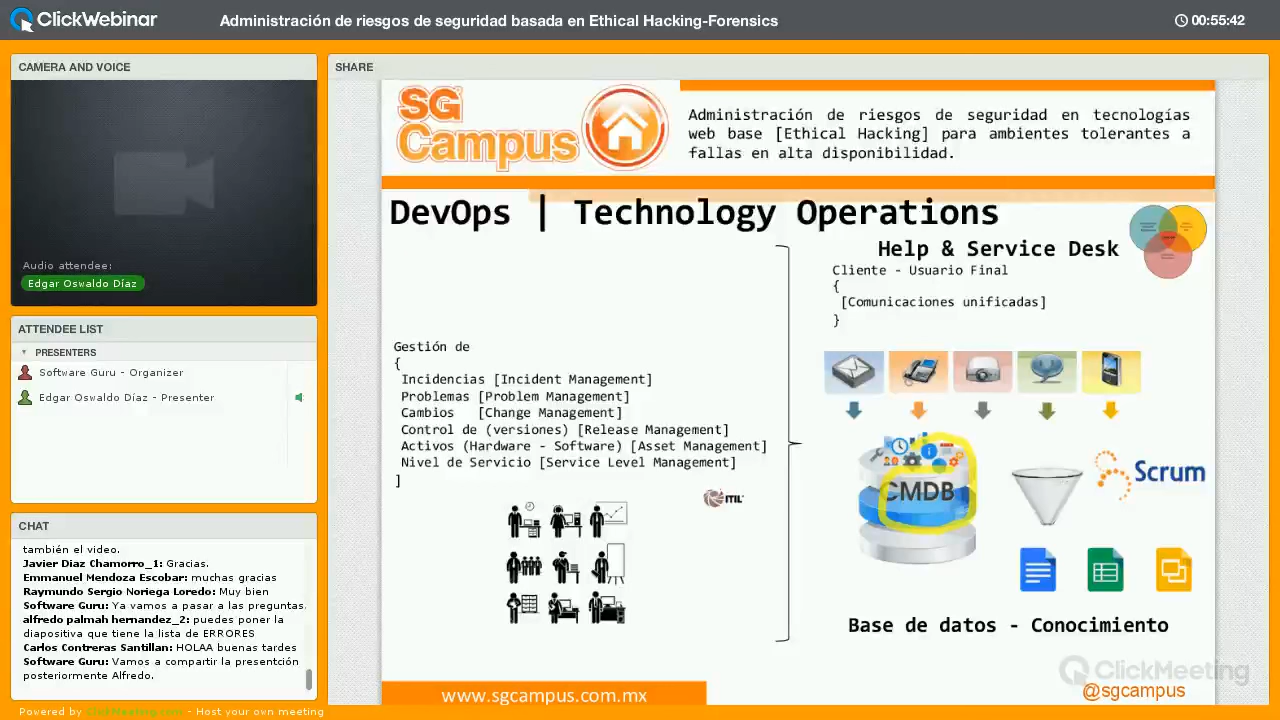 ClickWebinar
Administración de riesgos de seguridad basada en Ethical Hacking-Forensics
00:55:42
CAMERA AND VOICE
Audio attendee:
Edgar Oswaldo Díaz
ATTENDEE LIST
PRESENTERS
Software Guru - Organizer
Edgar Oswaldo Díaz - Presenter
CHAT
también el video.
Javier Diaz Chamorro_1: Gracias.
Emmanuel Mendoza Escobar: muchas gracias
Raymundo Sergio Noriega Loredo: Muy bien
Software Guru: Ya vamos a pasar a las preguntas.
alfredo palmah hernandez_2: puedes poner la
diapositiva que tiene la lista de ERRORES
Carlos Contreras Santillan: HOLAA buenas tardes
Software Guru: Vamos a compartir la presentción
posteriormente Alfredo.
Powered by ClickMeeting.com - Host your own meeting
SHARE
SG
Campus
Administración de riesgos de seguridad en tecnologías
web base [Ethical Hacking] para ambientes tolerantes a
fallas en alta disponibilidad.
DevOps | Technology Operations
Gestión de
{
Incidencias [Incident Management]
Problemas [Problem Management]
Cambios [Change Management]
Control de (versiones) [Release Management]
Activos (Hardware - Software) [Asset Management]
Nivel de Servicio [Service Level Management]
]
ITIL
Help & Service Desk
Cliente - Usuario Final
{
[Comunicaciones unificadas]
}
CMDB
Scrum
Base de datos - Conocimiento
www.sgcampus.com.mx
ClickMeeting
@sgcampus